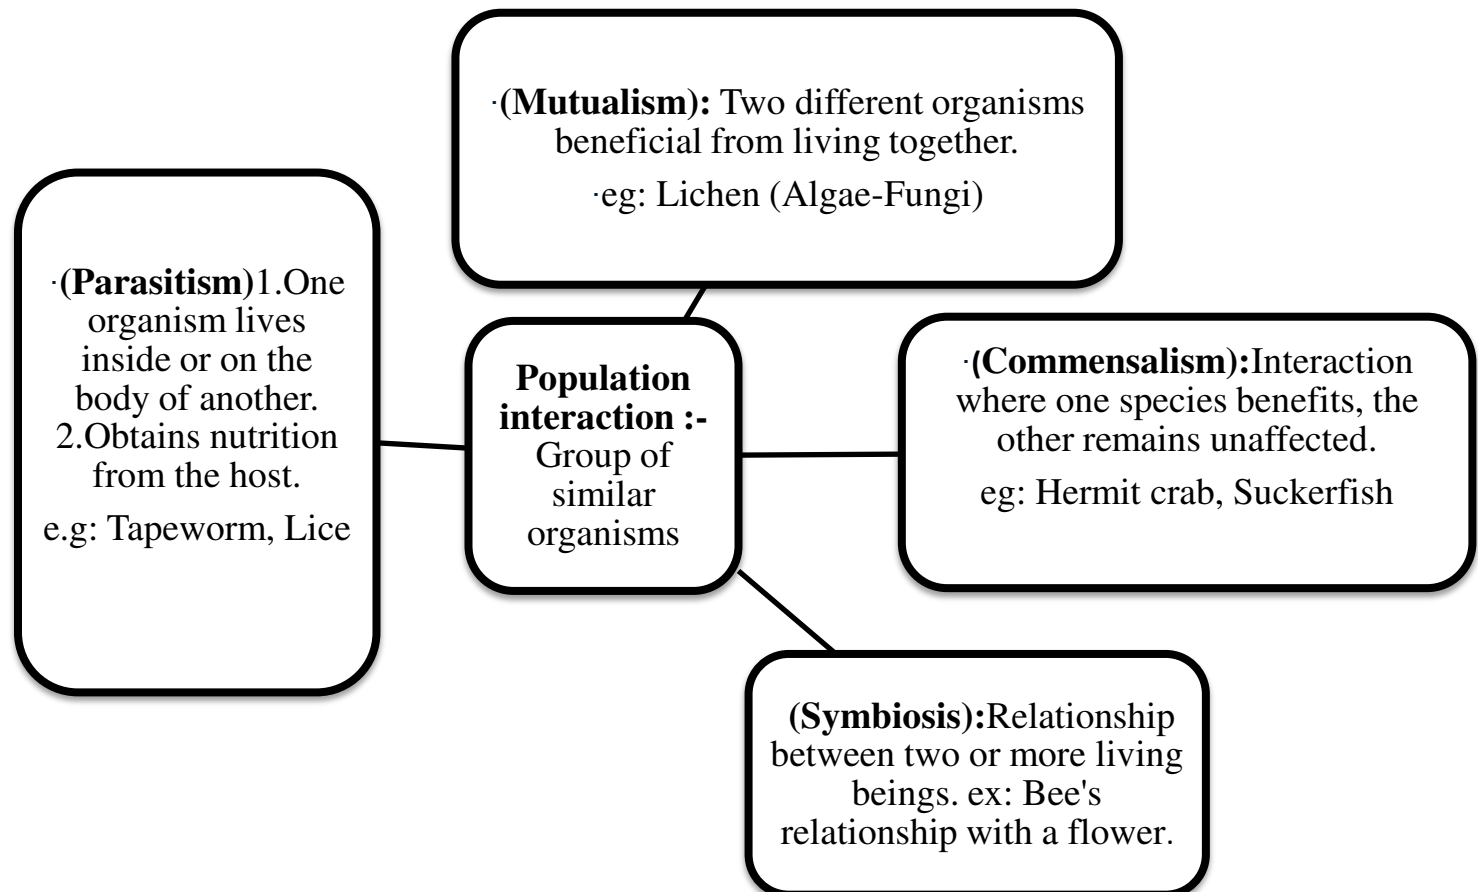 ·(Mutualism): Two different organisms
beneficial from living together.
·eg: Lichen (Algae-Fungi)
·(Parasitism)1.One
organism lives
inside or on the
body of another.
2.Obtains nutrition
from the host.
e.g: Tapeworm, Lice
Population
interaction :-
Group of
similar
organisms
·(Commensalism):Interaction
where one species benefits, the
other remains unaffected.
eg: Hermit crab, Suckerfish
(Symbiosis):Relationship
between two or more living
beings. ex: Bee's
relationship with a flower.